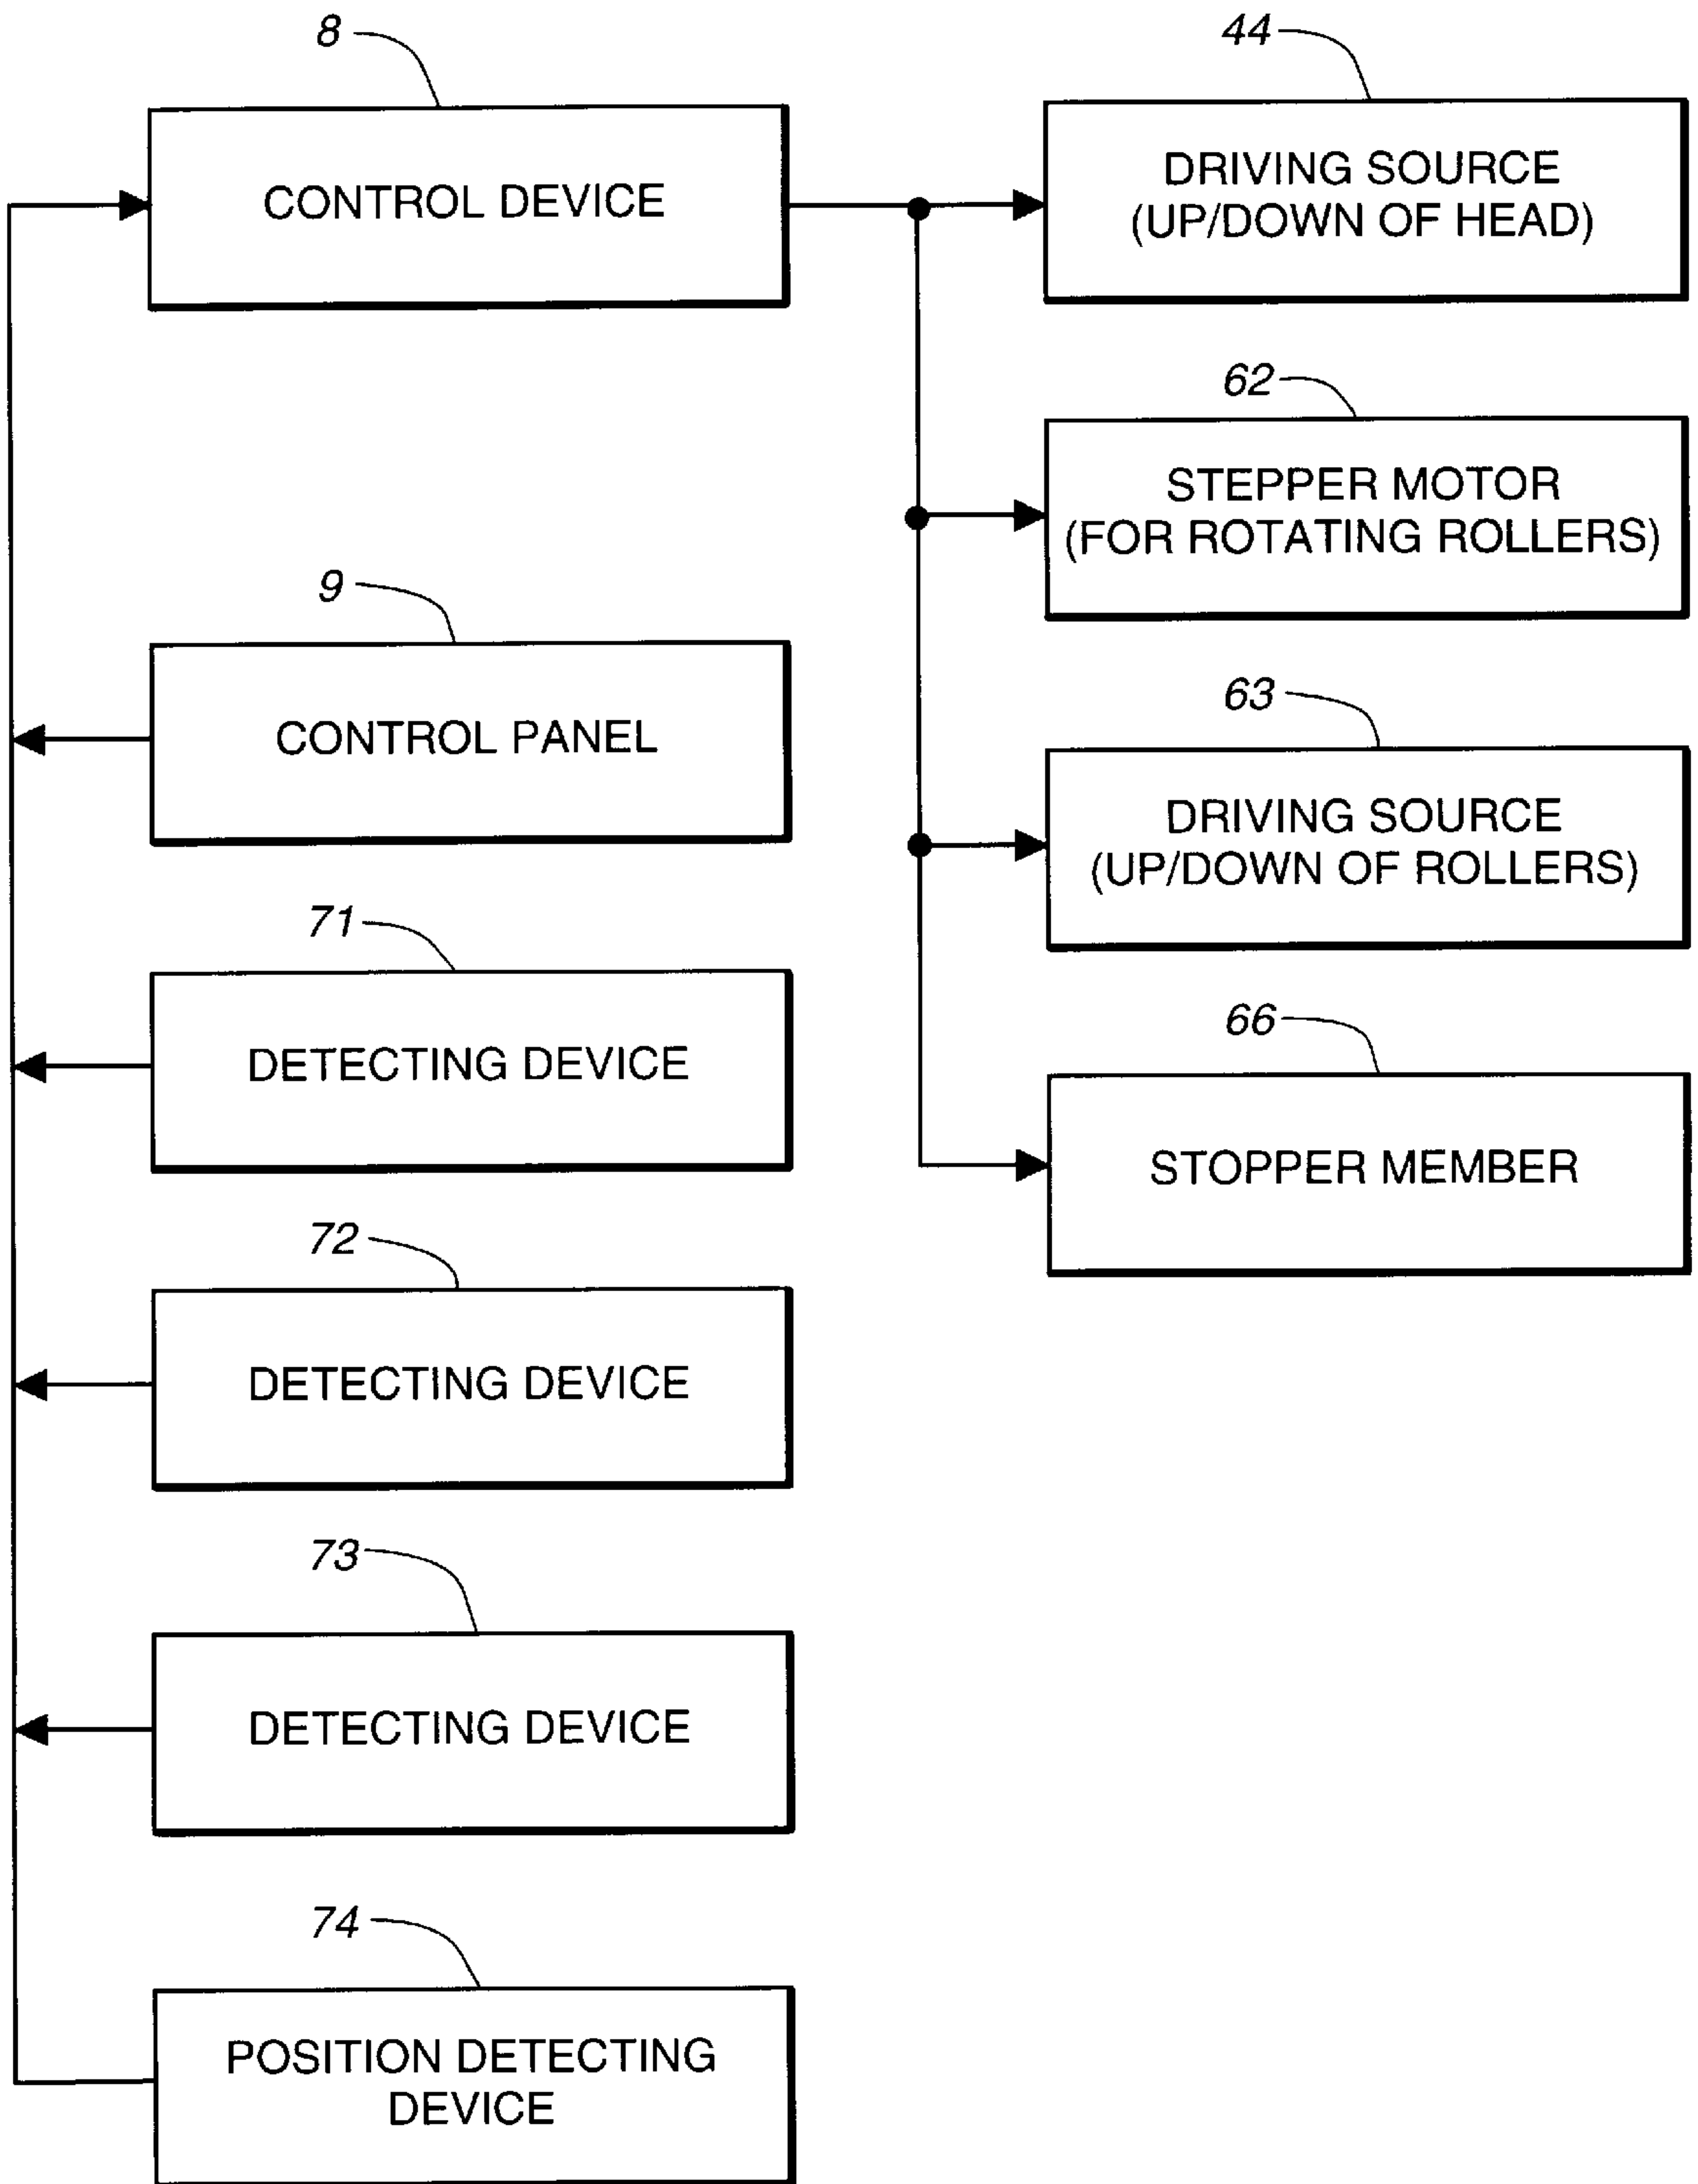 8
CONTROL DEVICE
9
CONTROL PANEL
71
DETECTING DEVICE
72
DETECTING DEVICE
73
DETECTING DEVICE
74
POSITION DETECTING
DEVICE
44
DRIVING SOURCE
(UP/DOWN OF HEAD)
62
STEPPER MOTOR
(FOR ROTATING ROLLERS)
63
DRIVING SOURCE
(UP/DOWN OF ROLLERS)
66
STOPPER MEMBER